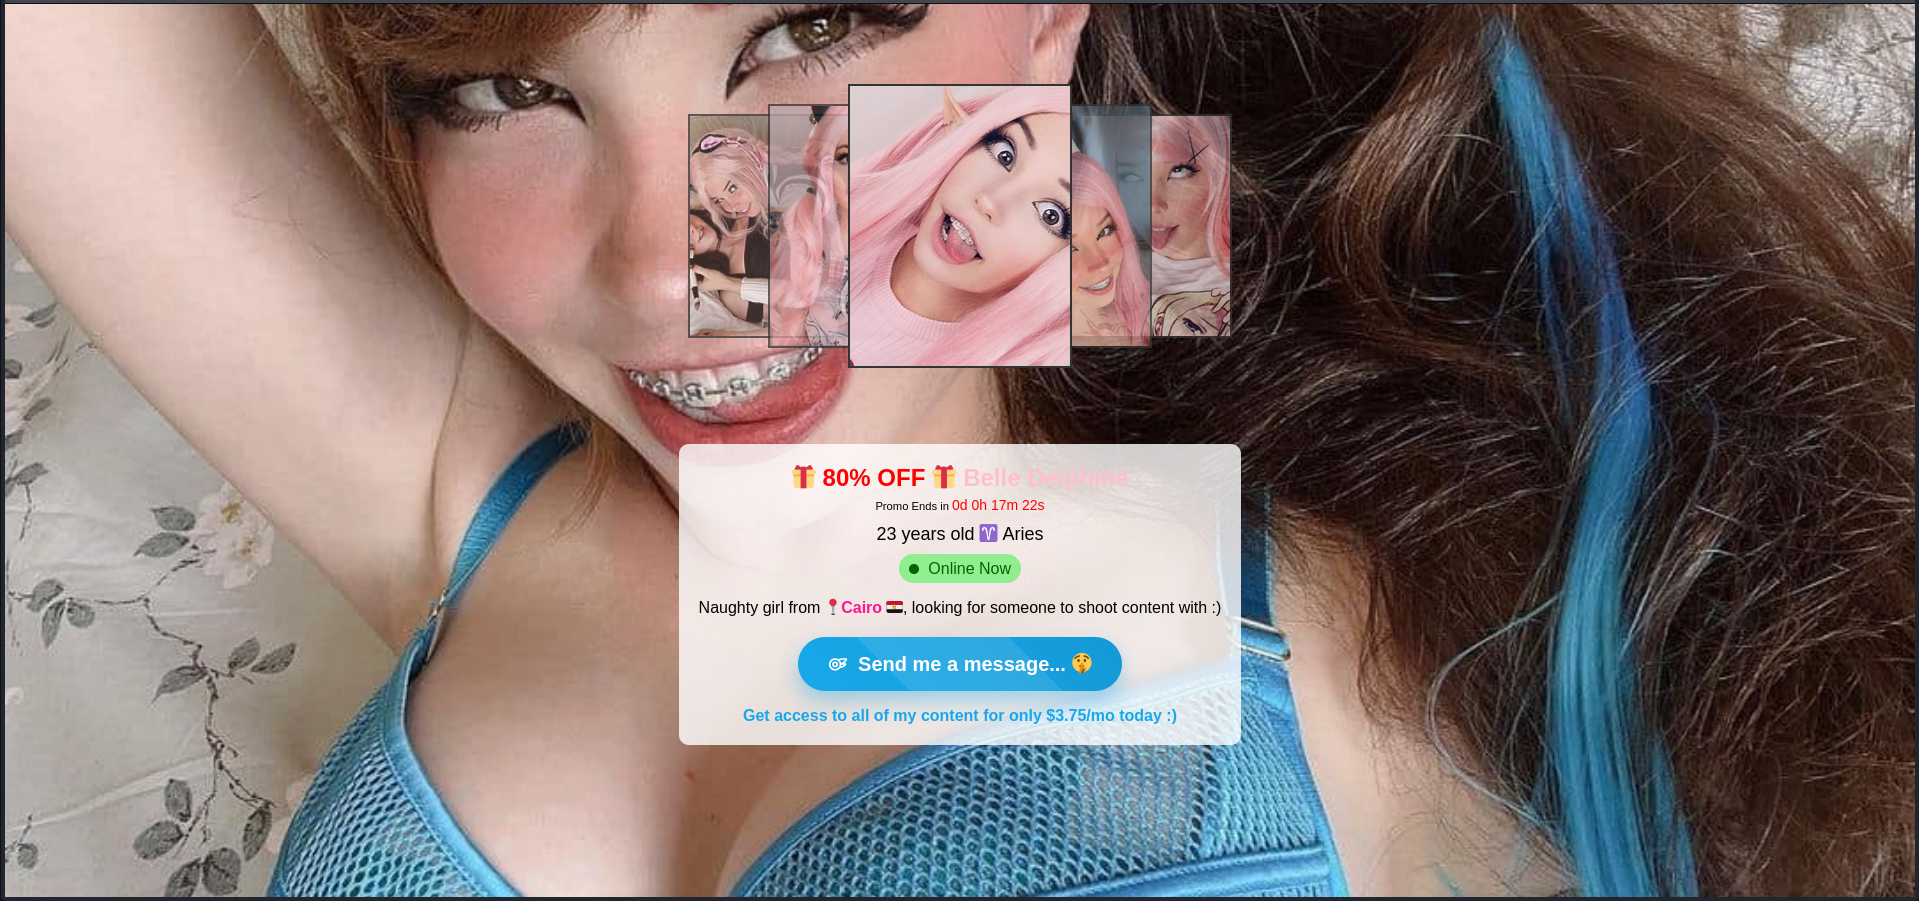 🎁 80% OFF 🎁 Belle Delphine
Promo Ends in 0d 0h 17m 22s
23 years old ♈ Aries
Online Now
Naughty girl from 📍Cairo 🇪🇬, looking for someone to shoot content with :)
Send me a message... 🤫
Get access to all of my content for only $3.75/mo today :)